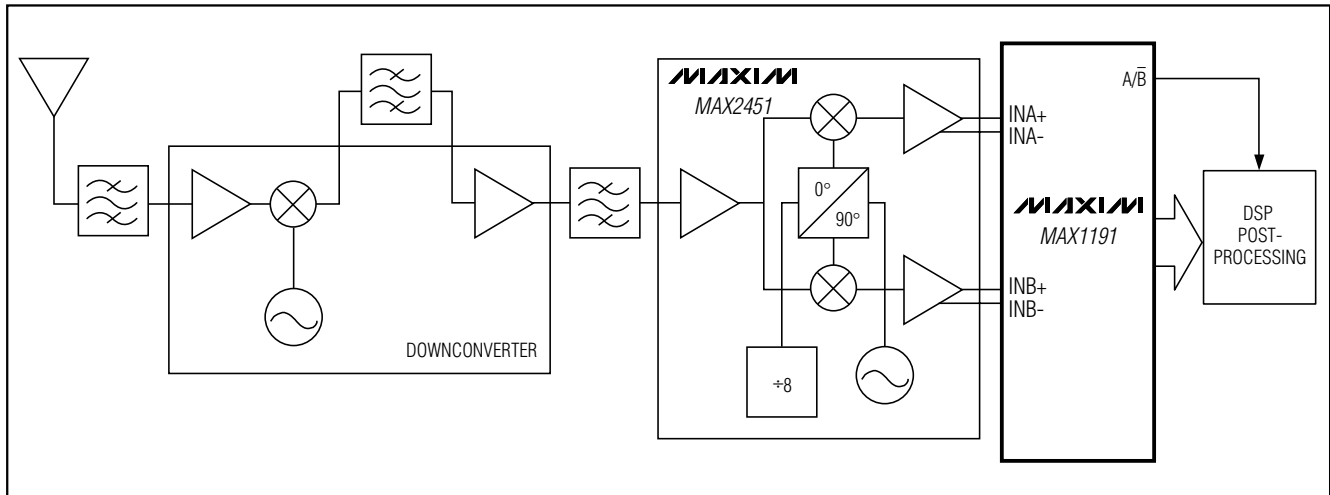 DOWNCONVERTER
MAXIM
MAX2451
0°
90°
÷8
INA+
INA-
INB+
INB-
A/B̅
MAXIM
MAX1191
DSP
POST-
PROCESSING